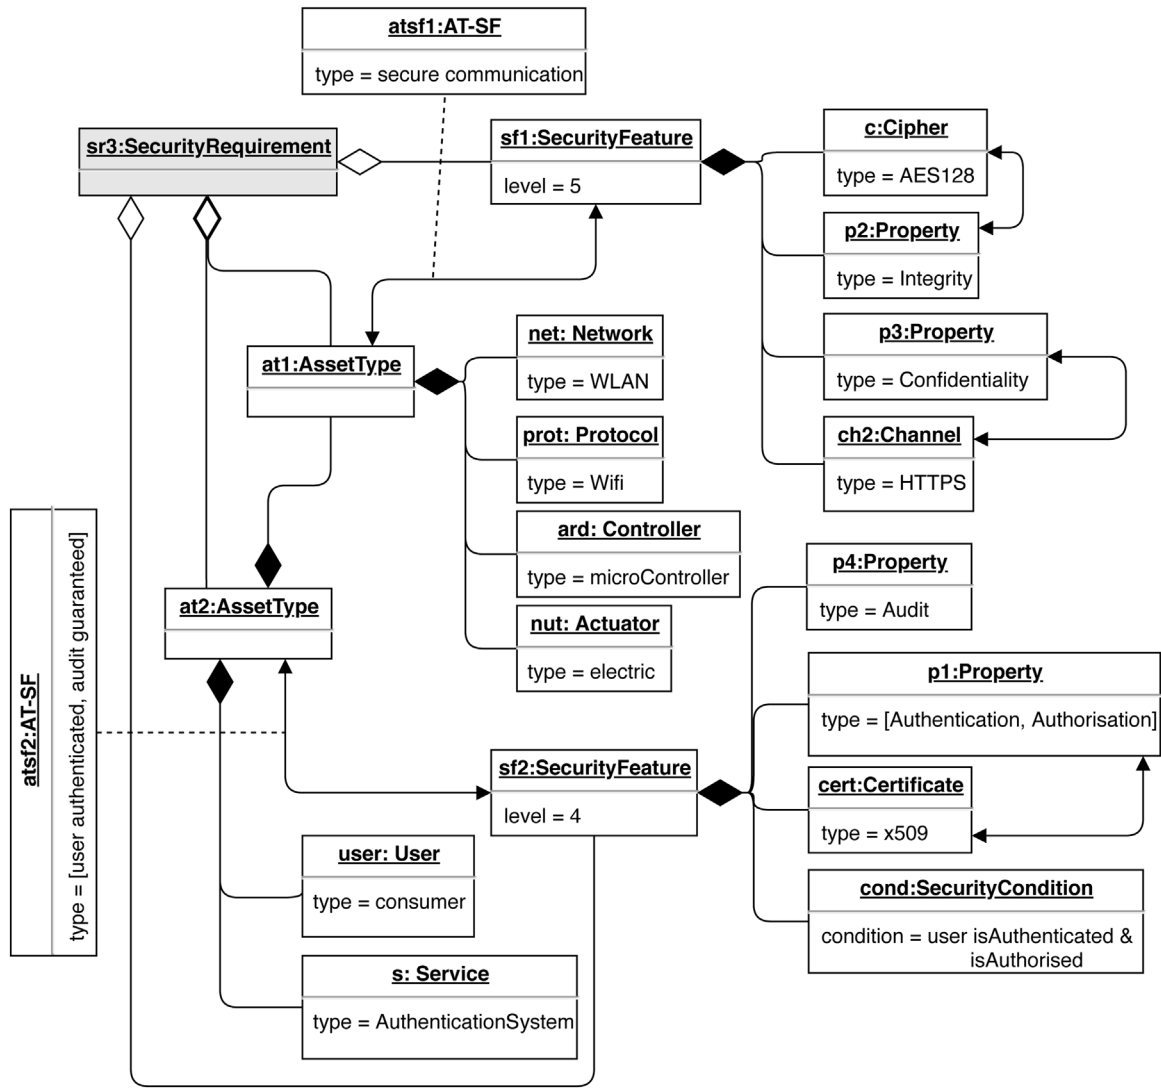 atsf1:AT-SF
type = secure communication
sr3:SecurityRequirement
sf1:SecurityFeature
level = 5
c:Cipher
type = AES128
p2:Property
type = Integrity
p3:Property
type = Confidentiality
ch2:Channel
type = HTTPS
at1:AssetType
net: Network
type = WLAN
prot: Protocol
type = Wifi
ard: Controller
type = microController
nut: Actuator
type = electric
at2:AssetType
atsf2:AT-SF
type = [user authenticated, audit guaranteed]
p4:Property
type = Audit
p1:Property
type = [Authentication, Authorisation]
sf2:SecurityFeature
level = 4
cert:Certificate
type = x509
cond:SecurityCondition
condition = user isAuthenticated &
isAuthorised
user: User
type = consumer
s: Service
type = AuthenticationSystem